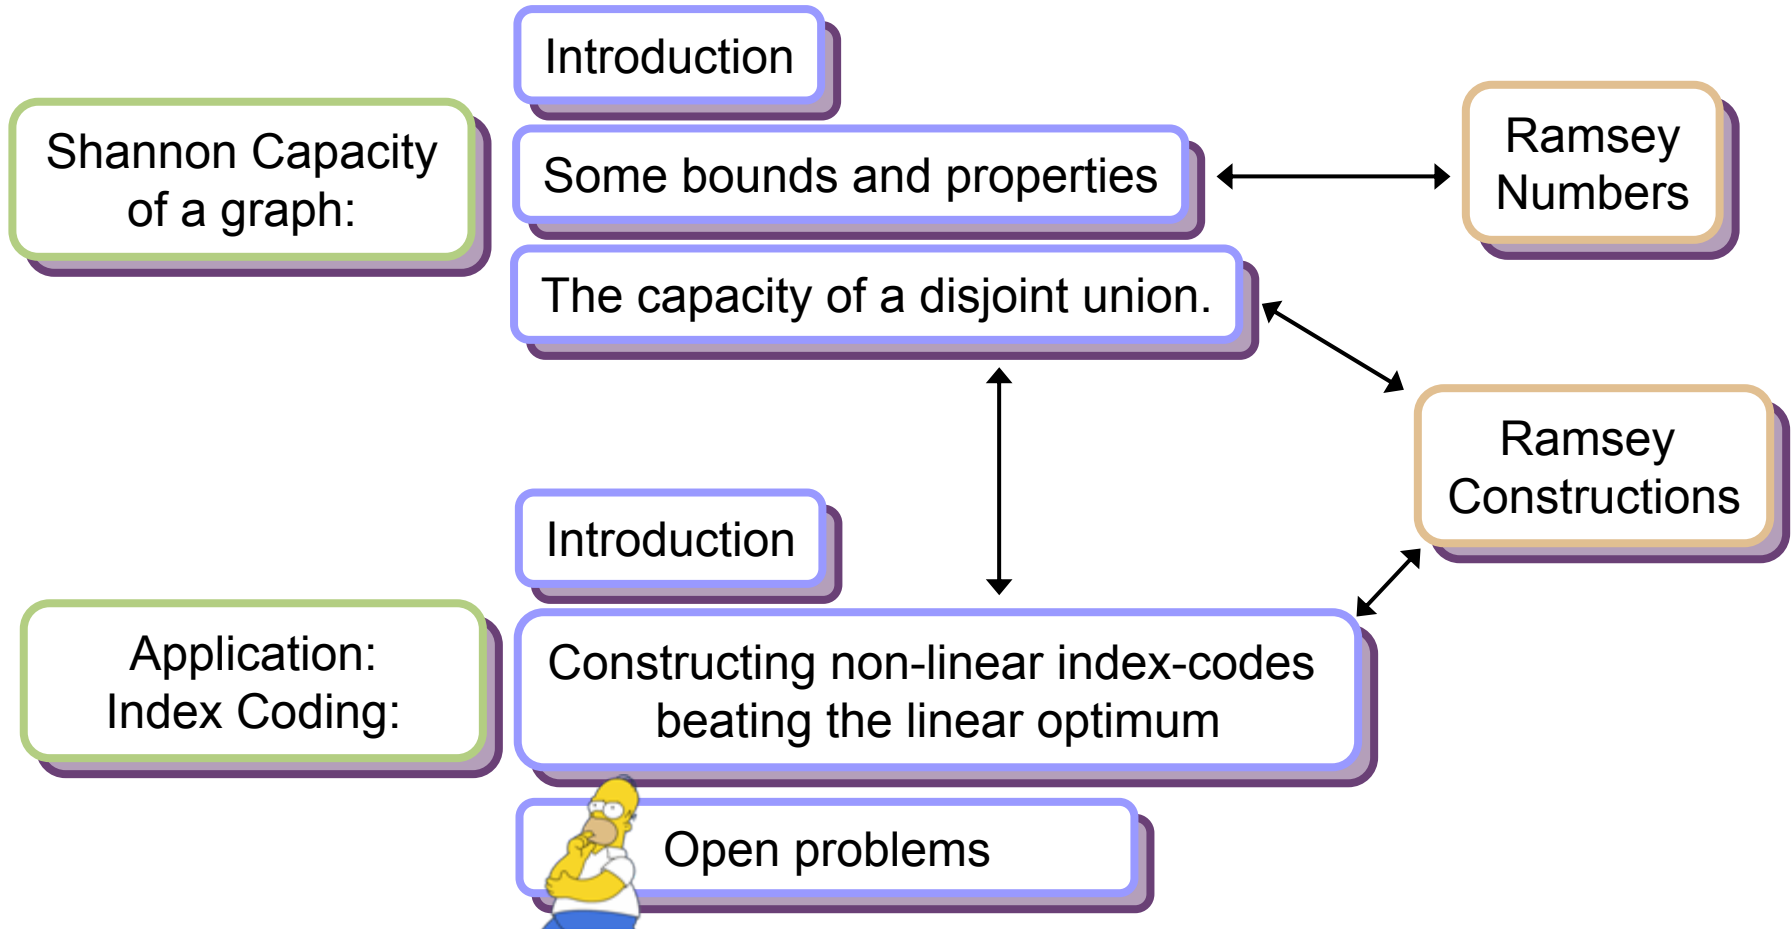 Shannon Capacity
of a graph:
Introduction
Some bounds and properties
The capacity of a disjoint union.
Ramsey
Numbers
Ramsey
Constructions
Application:
Index Coding:
Introduction
Constructing non-linear index-codes
beating the linear optimum
Open problems